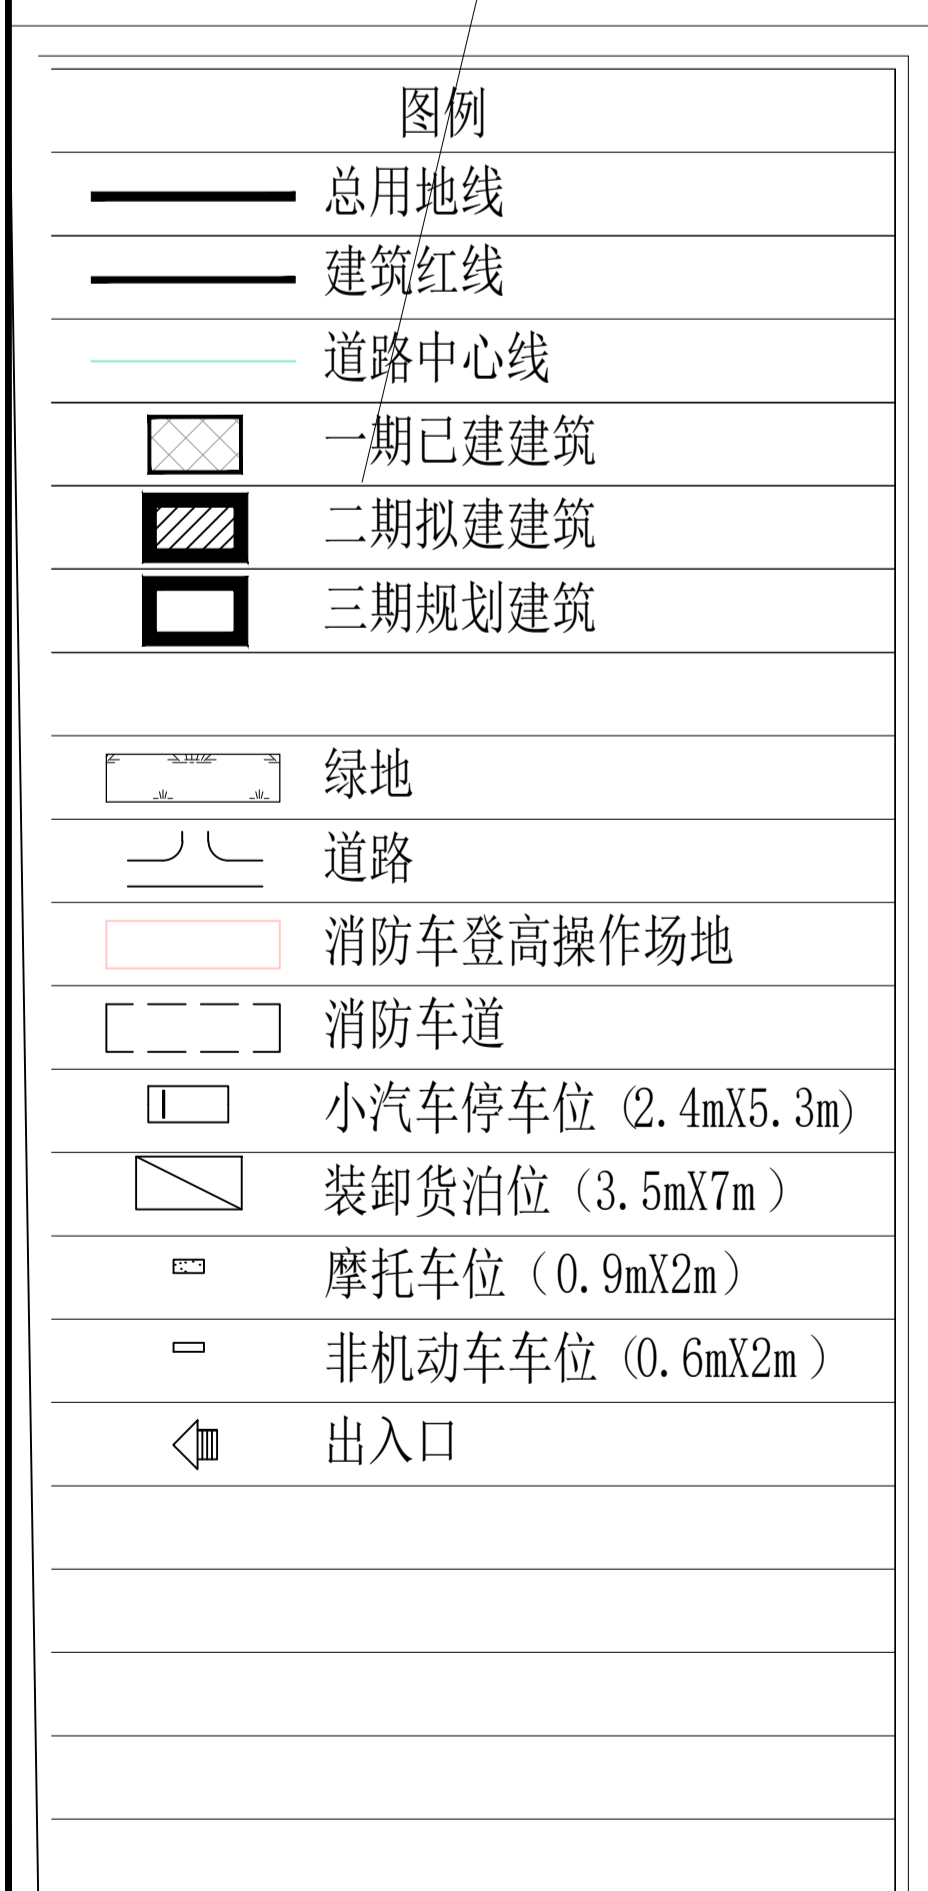 图例
总用地线
建筑红线
道路中心线
一期已建建筑
二期拟建建筑
三期规划建筑
绿地
道路
消防车登高操作场地
消防车道
小汽车停车位 (2.4mX5.3m)
装卸货泊位（3.5mX7m）
摩托车位（0.9mX2m）
非机动车车位 (0.6mX2m）
出入口